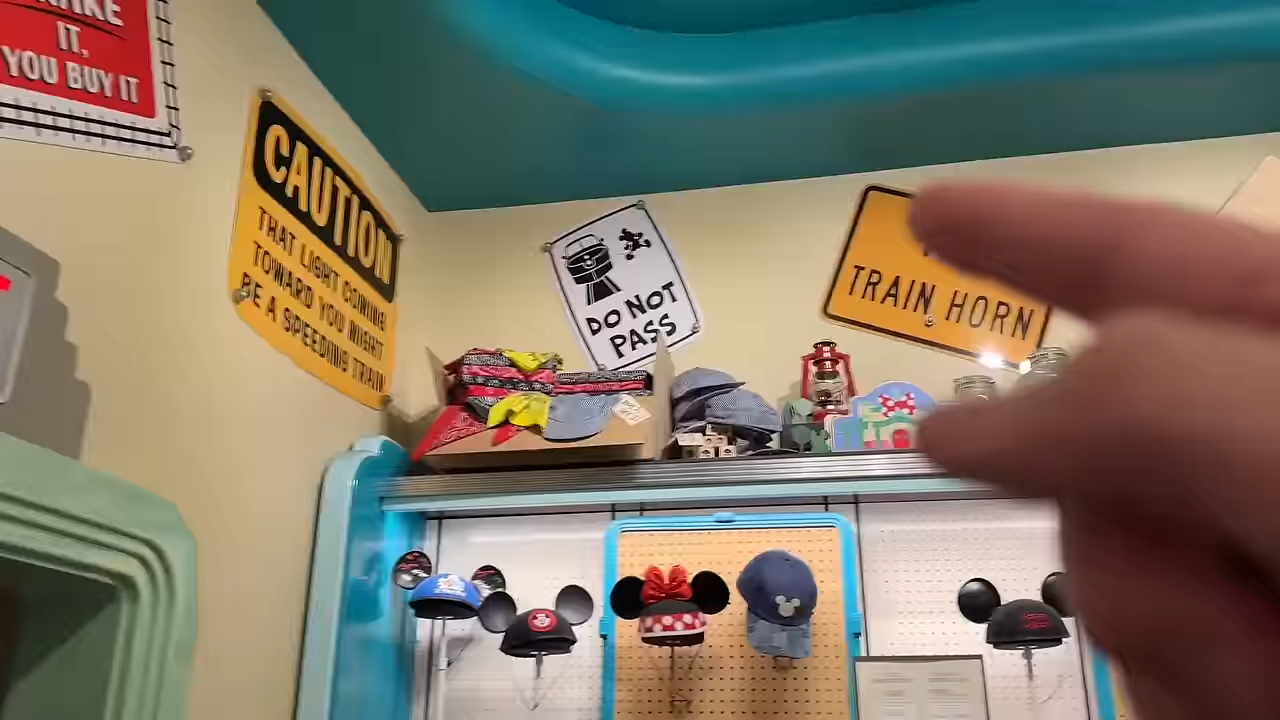 IT,
YOU BUY IT
CAUTION
THAT LIGHT COMING
TOWARD YOU MIGHT
BE A SPEEDING TRAIN
DO NOT
PASS
TRAIN HORN